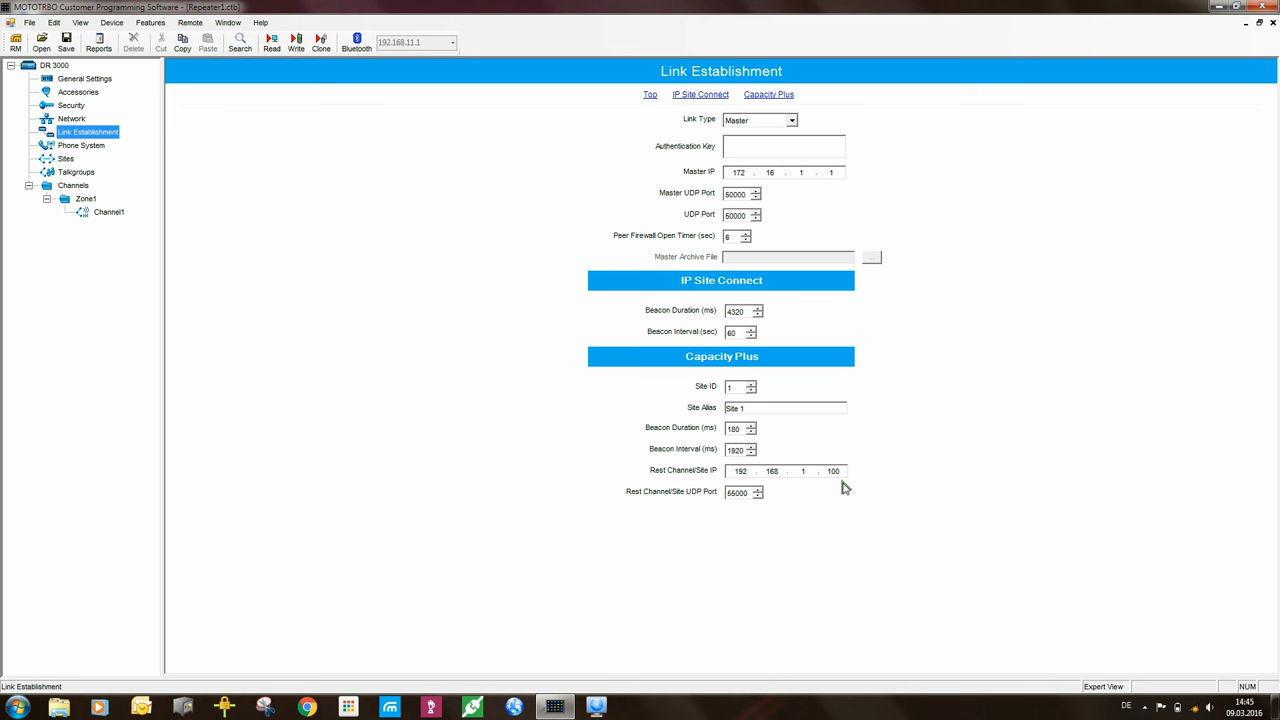 MOTOTRBO Customer Programming Software - [Repeater1.ctb]
File Edit View Device Features Remote Window Help
RM Open Save Reports Delete Cut Copy Paste Search Read Write Clone Bluetooth 192.168.11.1
DR 3000
General Settings
Accessories
Security
Network
Link Establishment
Phone System
Sites
Talkgroups
Channels
Zone1
Channel1
Link Establishment
Top IP Site Connect Capacity Plus
Link Type Master
Authentication Key
Master IP 172 . 16 . 1 . 1
Master UDP Port 50000
UDP Port 50000
Peer Firewall Open Timer (sec) 6
Master Archive File ...
IP Site Connect
Beacon Duration (ms) 4320
Beacon Interval (sec) 60
Capacity Plus
Site ID 1
Site Alias Site 1
Beacon Duration (ms) 180
Beacon Interval (ms) 1920
Rest Channel/Site IP 192 . 168 . 1 . 100
Rest Channel/Site UDP Port 55000
Link Establishment Expert View NUM
DE 14:45
09.03.2016